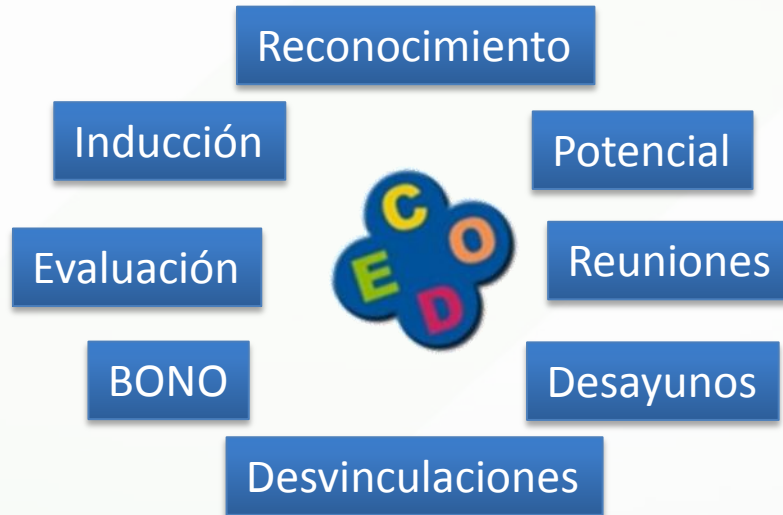 Reconocimiento
Inducción
Potencial
C
O
E
D
Evaluación
Reuniones
BONO
Desayunos
Desvinculaciones